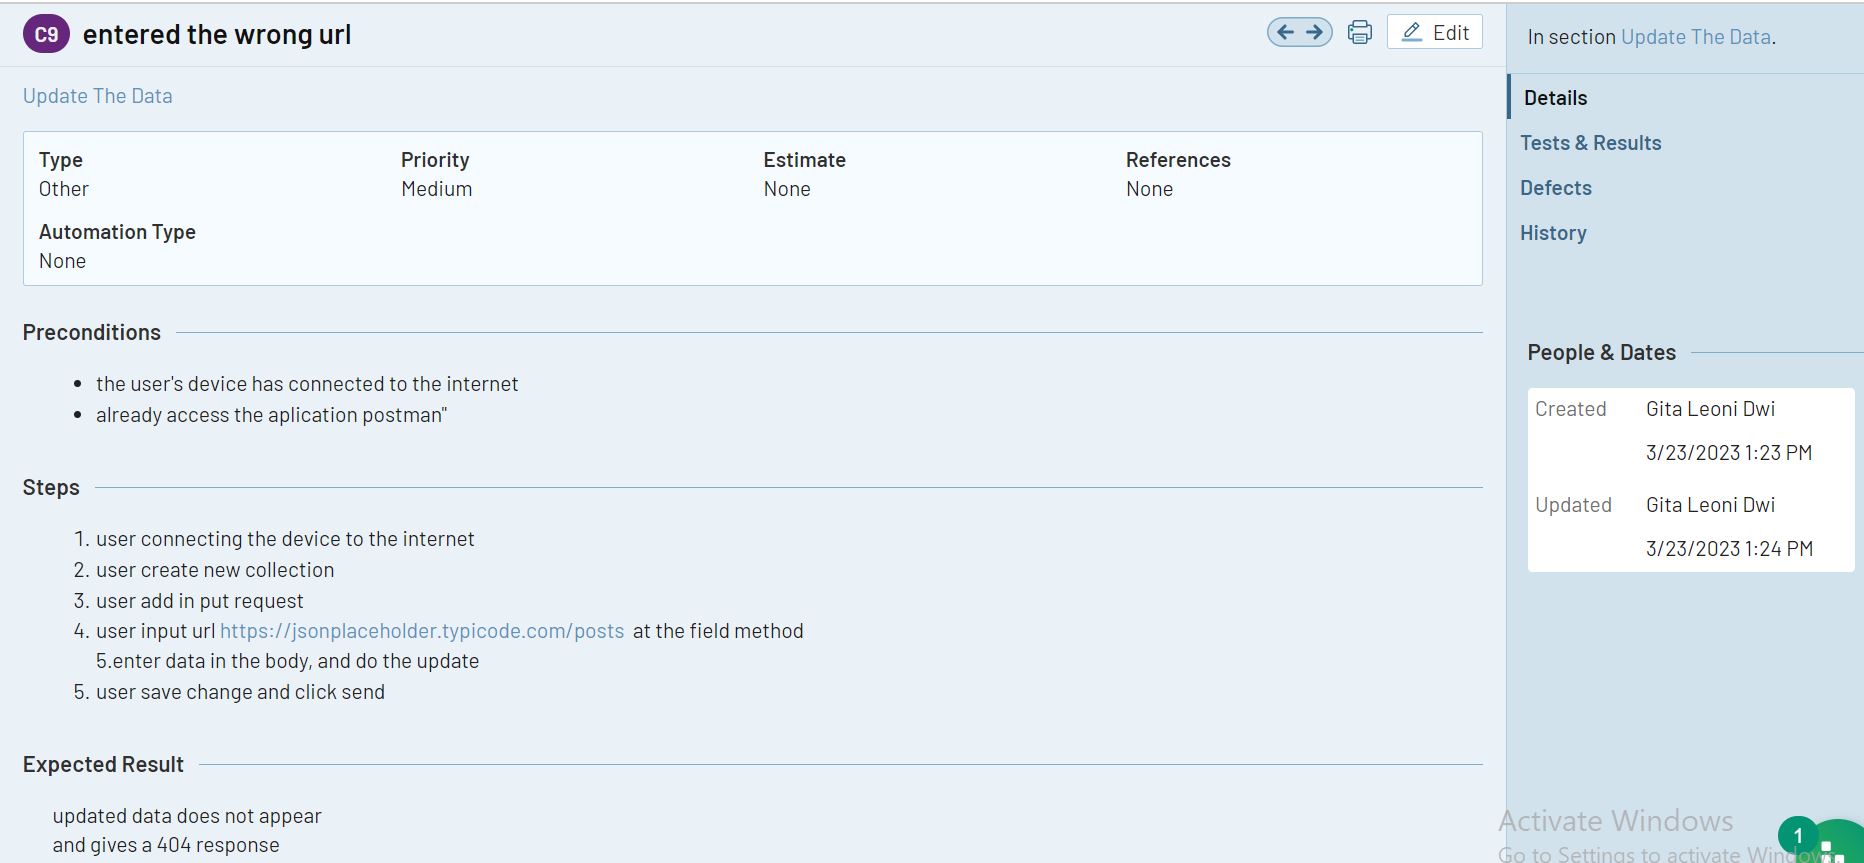 C9 entered the wrong url
Edit
Update The Data
Type Priority Estimate References
Other Medium None None
Automation Type
None
Preconditions
• the user's device has connected to the internet
• already access the aplication postman"
Steps
1. user connecting the device to the internet
2. user create new collection
3. user add in put request
4. user input url https://jsonplaceholder.typicode.com/posts at the field method
5.enter data in the body, and do the update
5. user save change and click send
Expected Result
updated data does not appear
and gives a 404 response
In section Update The Data.
Details
Tests & Results
Defects
History
People & Dates
Created Gita Leoni Dwi
3/23/2023 1:23 PM
Updated Gita Leoni Dwi
3/23/2023 1:24 PM
Activate Windows
Go to Settings to activate Windows.
1